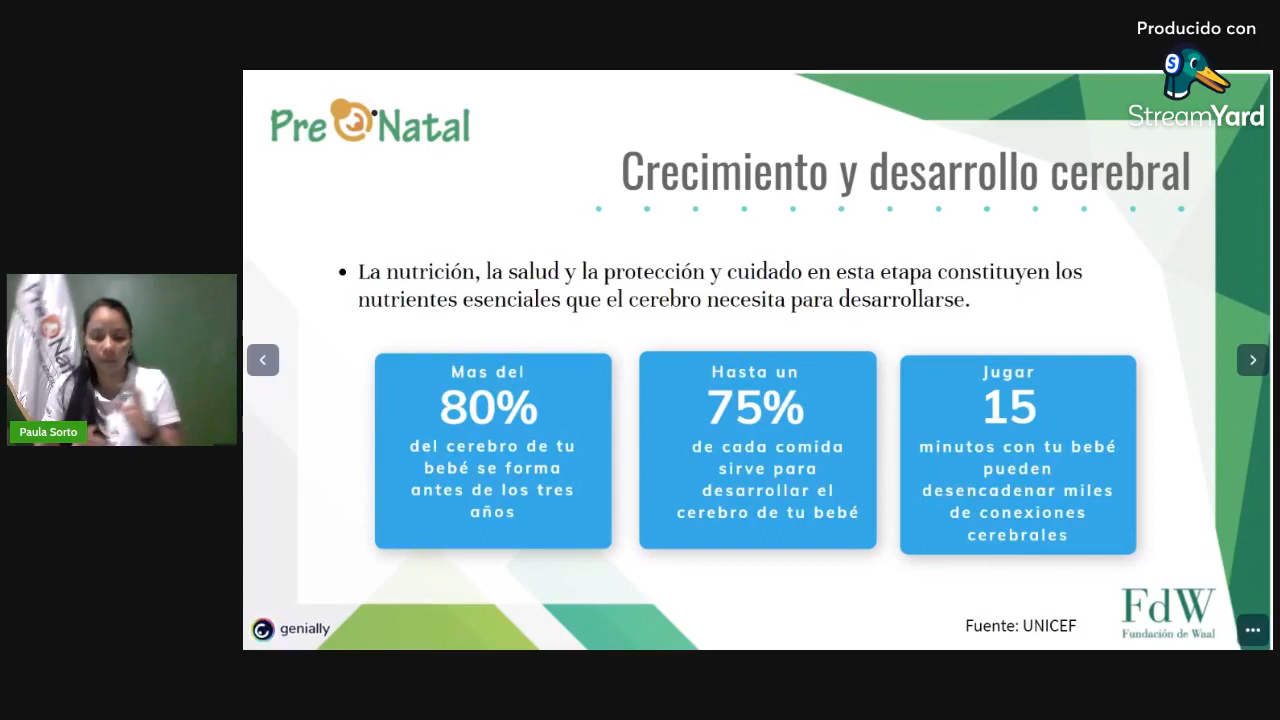 Producido con
StreamYard
Pre Natal
Crecimiento y desarrollo cerebral
• La nutrición, la salud y la protección y cuidado en esta etapa constituyen los
nutrientes esenciales que el cerebro necesita para desarrollarse.
Mas del
80%
del cerebro de tu
bebé se forma
antes de los tres
años
Hasta un
75%
de cada comida
sirve para
desarrollar el
cerebro de tu bebé
Jugar
15
minutos con tu bebé
pueden
desencadenar miles
de conexiones
cerebrales
Paula Sorto
genially
Fuente: UNICEF
FdW
Fundación de Waal